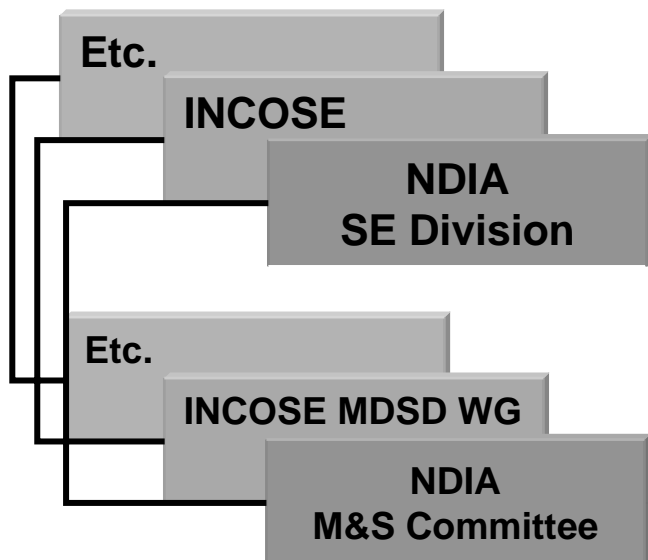 Etc.
INCOSE
NDIA
SE Division
Etc.
INCOSE MDSD WG
NDIA
M&S Committee